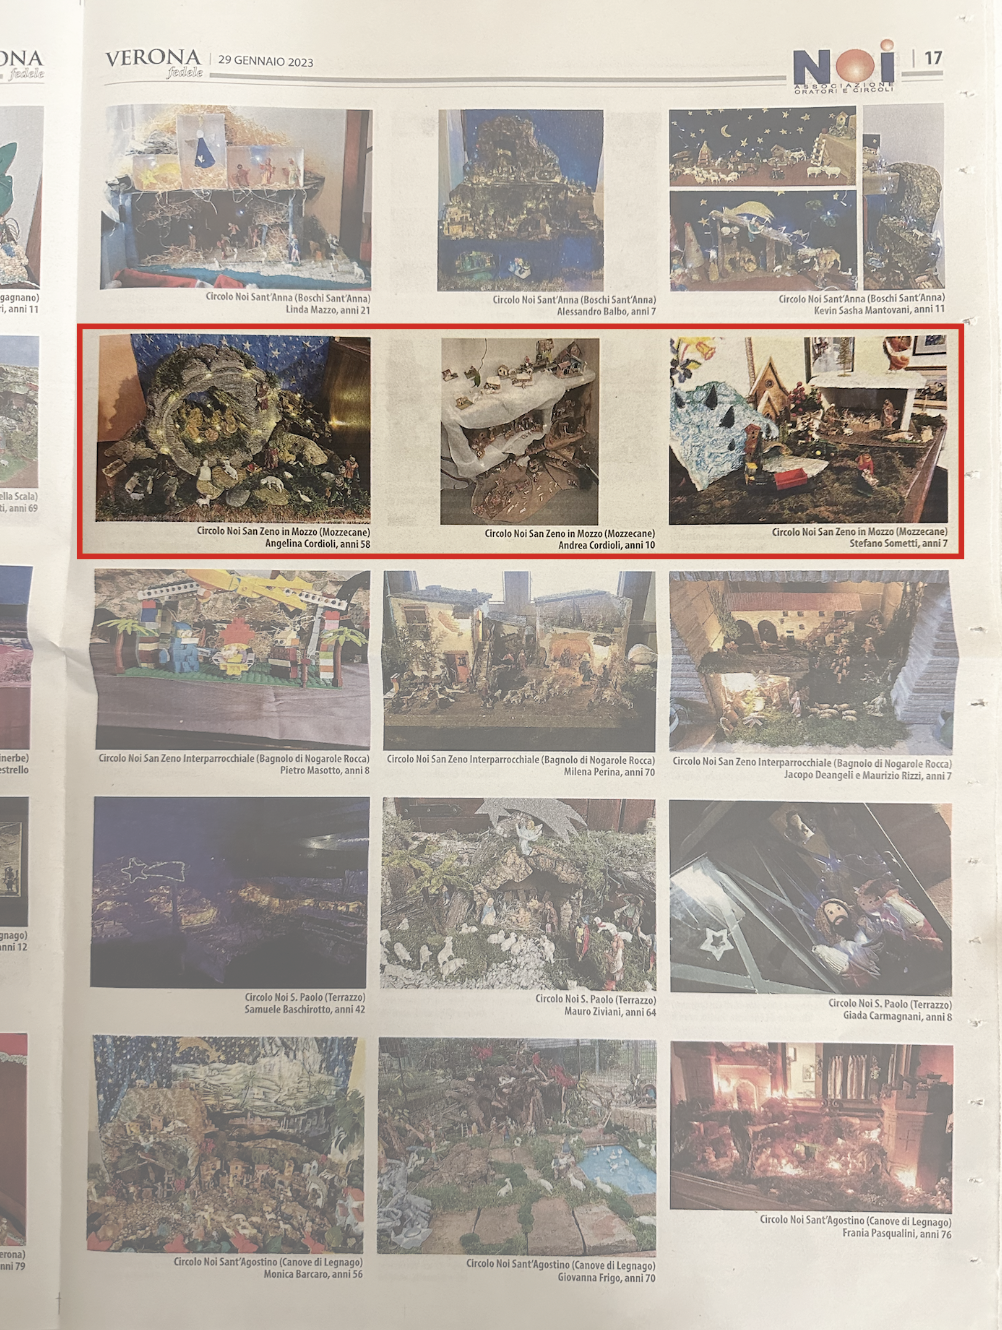 ONA
fedele
VERONA
fedele
29 GENNAIO 2023
NOi
ASSOCIAZIONE
ORATORI E CIRCOLI
17
Circolo Noi Sant'Anna (Boschi Sant'Anna)
Linda Mazzo, anni 21
Circolo Noi Sant'Anna (Boschi Sant'Anna)
Alessandro Balbo, anni 7
Circolo Noi Sant'Anna (Boschi Sant'Anna)
Kevin Sasha Mantovani, anni 11
gagnano)
ri, anni 11
Circolo Noi San Zeno in Mozzo (Mozzecane)
Angelina Cordioli, anni 58
Circolo Noi San Zeno in Mozzo (Mozzecane)
Andrea Cordioli, anni 10
Circolo Noi San Zeno in Mozzo (Mozzecane)
Stefano Sometti, anni 7
ella Scala)
ti, anni 69
Circolo Noi San Zeno Interparrocchiale (Bagnolo di Nogarole Rocca)
Pietro Masotto, anni 8
Circolo Noi San Zeno Interparrocchiale (Bagnolo di Nogarole Rocca)
Milena Perina, anni 70
Circolo Noi San Zeno Interparrocchiale (Bagnolo di Nogarole Rocca)
Jacopo Deangeli e Maurizio Rizzi, anni 7
inerbe)
estrello
Circolo Noi S. Paolo (Terrazzo)
Samuele Baschirotto, anni 42
Circolo Noi S. Paolo (Terrazzo)
Mauro Ziviani, anni 64
Circolo Noi S. Paolo (Terrazzo)
Giada Carmagnani, anni 8
gnago)
anni 12
Circolo Noi Sant'Agostino (Canove di Legnago)
Monica Barcaro, anni 56
Circolo Noi Sant'Agostino (Canove di Legnago)
Giovanna Frigo, anni 70
Circolo Noi Sant'Agostino (Canove di Legnago)
Frania Pasqualini, anni 76
erona)
nni 79